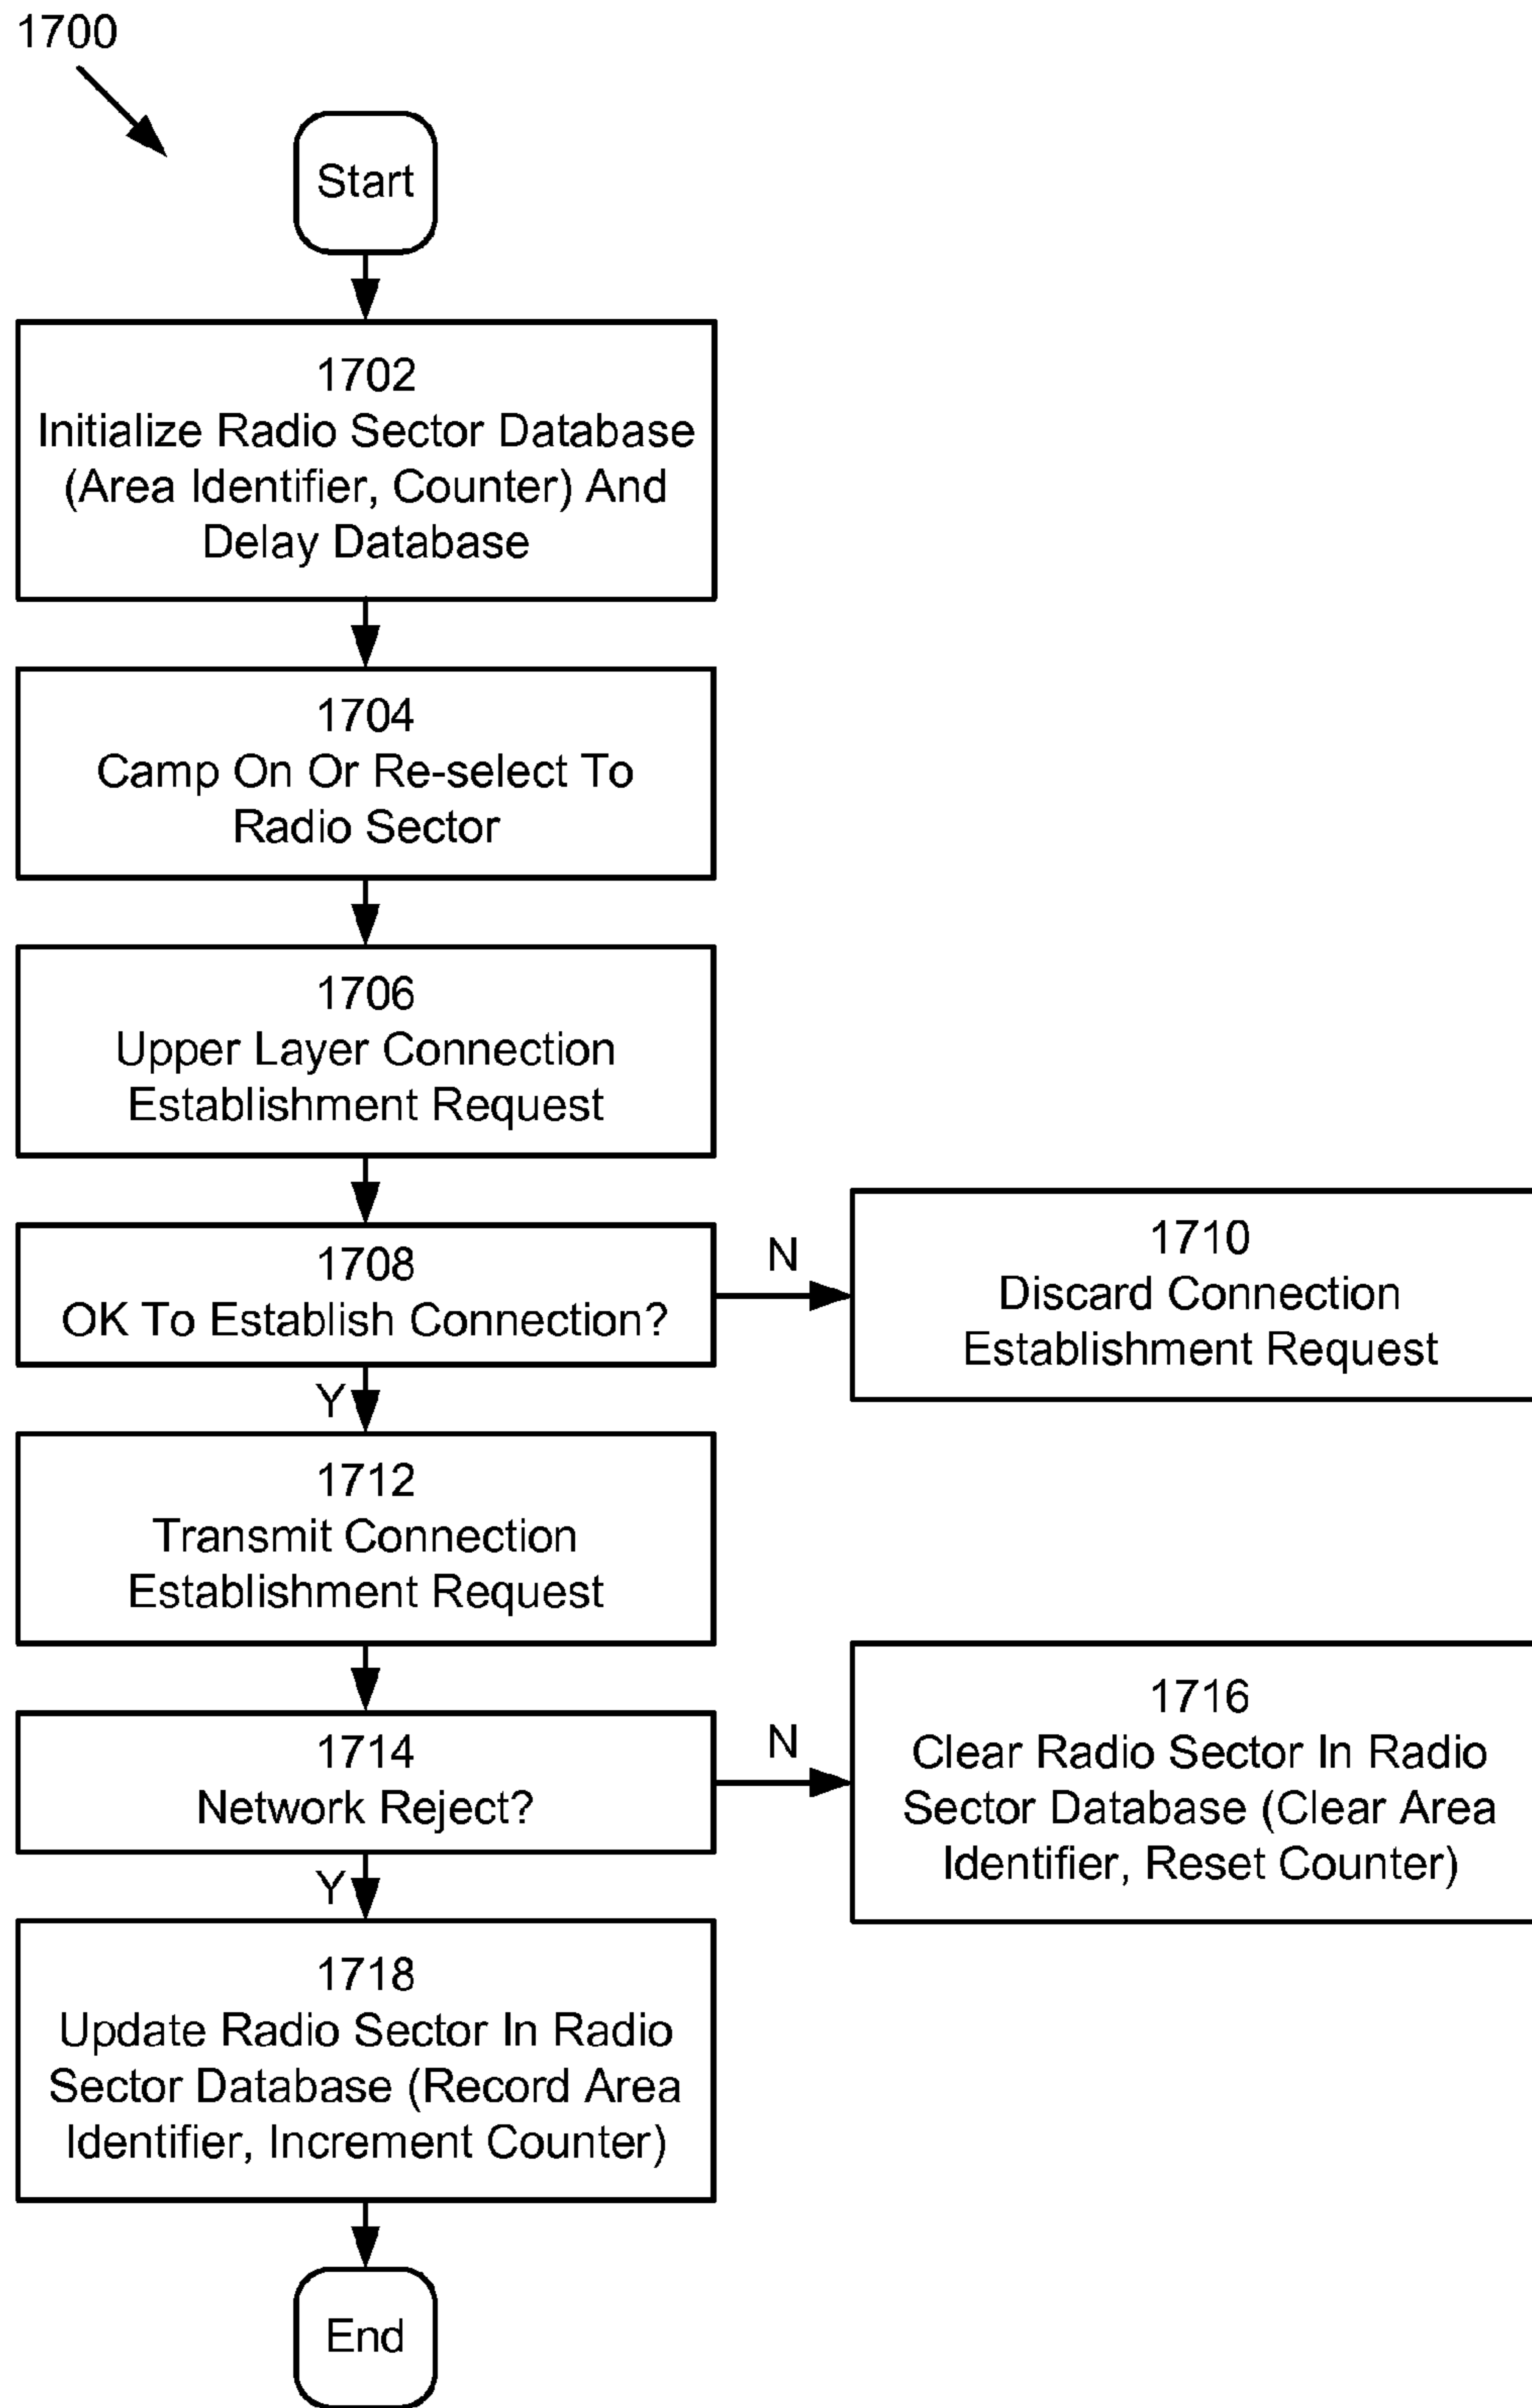 1700
Start
1702
Initialize Radio Sector Database
(Area Identifier, Counter) And
Delay Database
1704
Camp On Or Re-select To
Radio Sector
1706
Upper Layer Connection
Establishment Request
1708
OK To Establish Connection?
N
1710
Discard Connection
Establishment Request
Y
1712
Transmit Connection
Establishment Request
1714
Network Reject?
N
1716
Clear Radio Sector In Radio
Sector Database (Clear Area
Identifier, Reset Counter)
Y
1718
Update Radio Sector In Radio
Sector Database (Record Area
Identifier, Increment Counter)
End